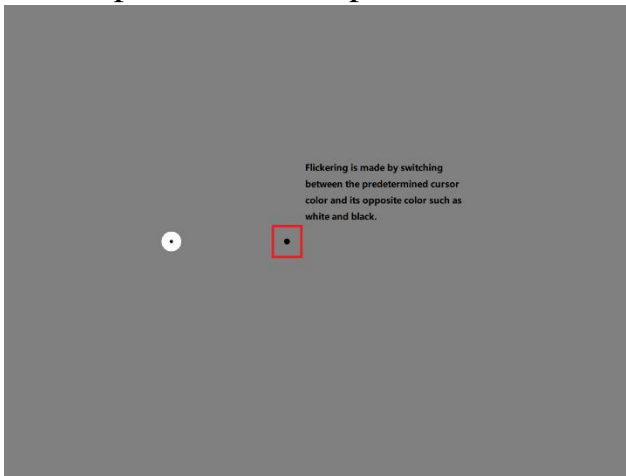 Flickering is made by switching
between the predetermined cursor
color and its opposite color such as
white and black.